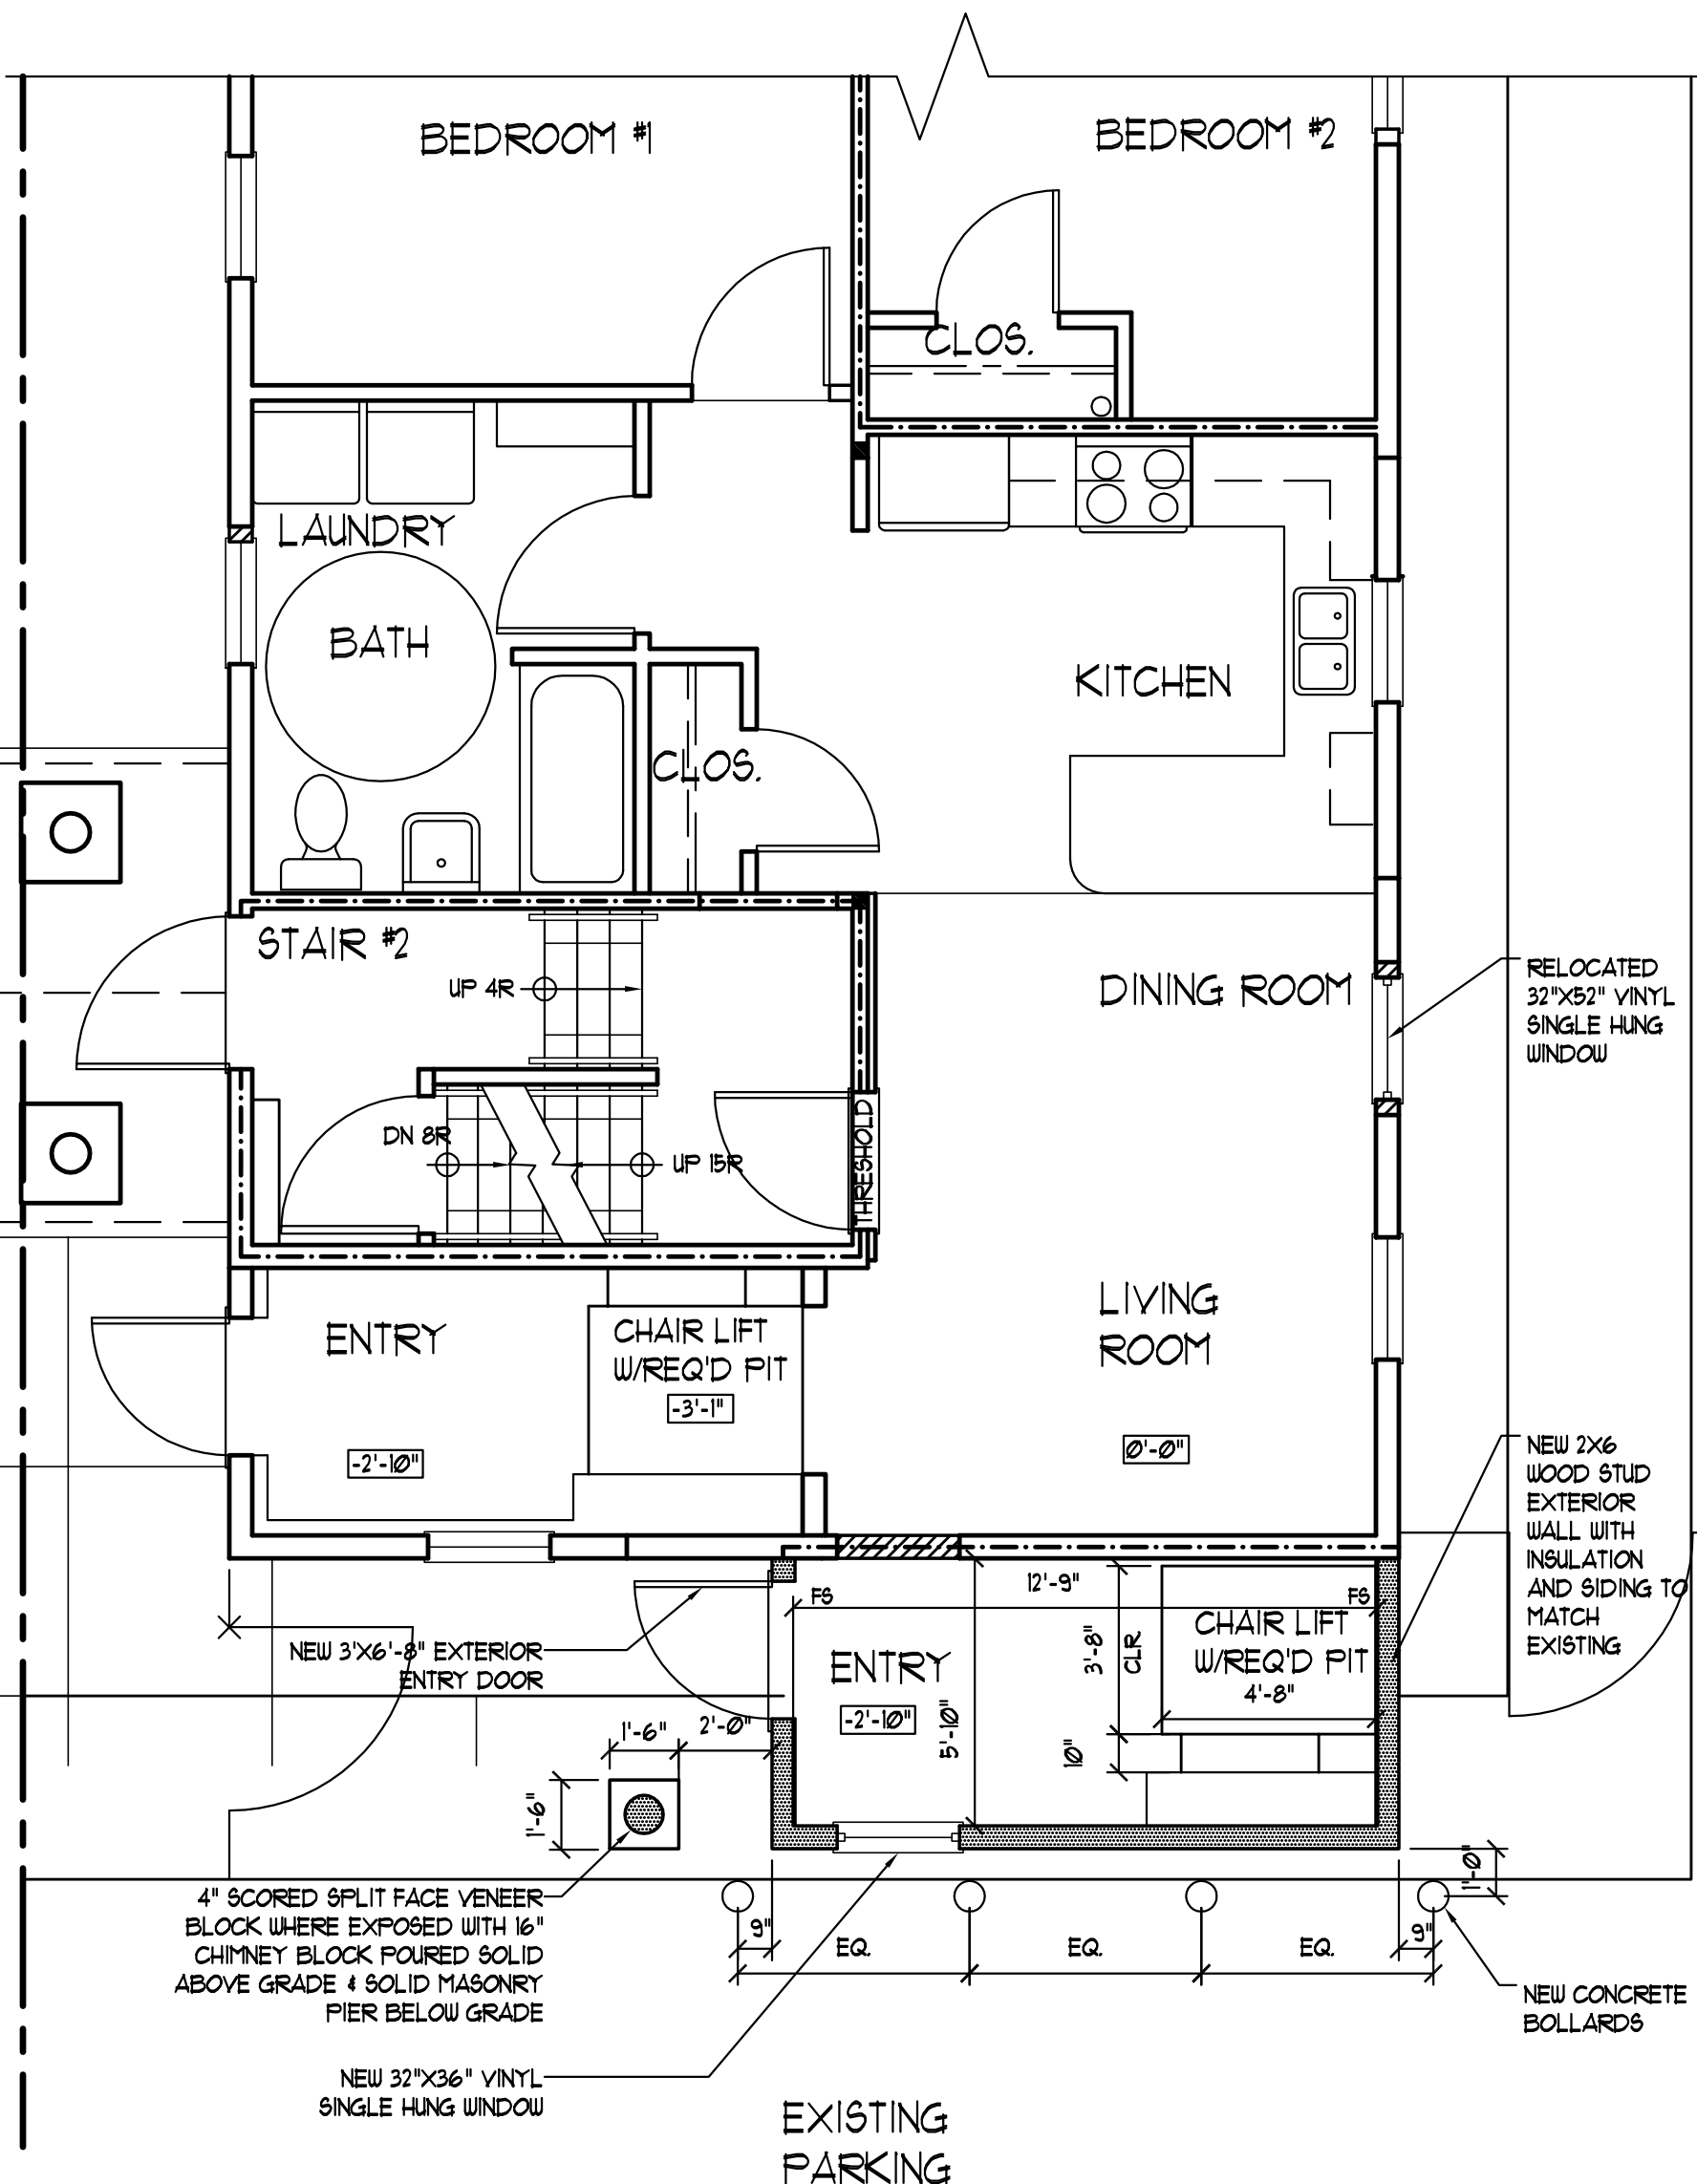 BEDROOM #1
BEDROOM #2
CLOS.
LAUNDRY
BATH
KITCHEN
CLOS.
STAIR #2
UP 4R
DINING ROOM
RELOCATED
32"X52" VINYL
SINGLE HUNG
WINDOW
DN 8R
UP 15R
THRESHOLD
ENTRY
CHAIR LIFT
W/REQ'D PIT
-3'-1"
-2'-10"
LIVING
ROOM
0'-0"
NEW 2X6
WOOD STUD
EXTERIOR
WALL WITH
INSULATION
AND SIDING TO
MATCH
EXISTING
NEW 3'X6'-8" EXTERIOR
ENTRY DOOR
FS
12'-9"
FS
ENTRY
-2'-10"
5'-10"
3'-8"
CLR
10"
CHAIR LIFT
W/REQ'D PIT
4'-8"
1'-6"
2'-0"
1'-6"
4" SCORED SPLIT FACE VENEER
BLOCK WHERE EXPOSED WITH 16"
CHIMNEY BLOCK POURED SOLID
ABOVE GRADE & SOLID MASONRY
PIER BELOW GRADE
9"
EQ.
EQ.
EQ.
9"
1'-0"
NEW CONCRETE
BOLLARDS
NEW 32"X36" VINYL
SINGLE HUNG WINDOW
EXISTING
PARKING